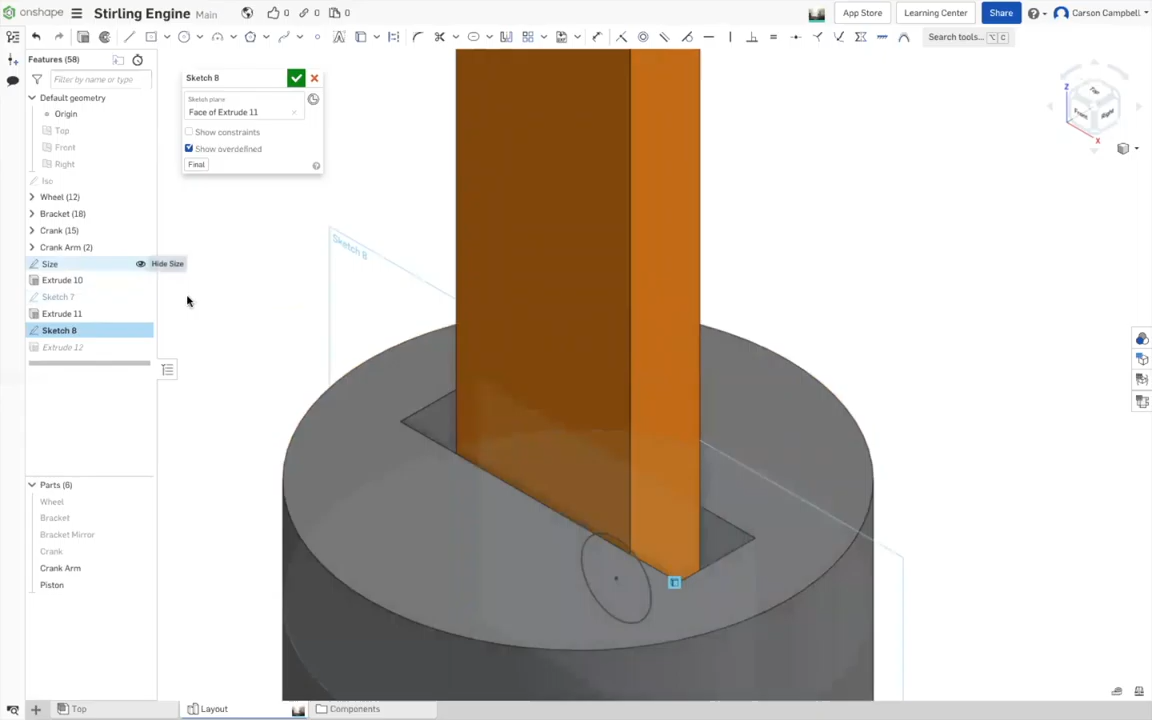 onshape Stirling Engine Main 0 0 0 App Store Learning Center Share Carson Campbell
Search tools... ⌥ C
Features (58)
Filter by name or type
Default geometry
Origin
Top
Front
Right
Iso
Wheel (12)
Bracket (18)
Crank (15)
Crank Arm (2)
Size Hide Size
Extrude 10
Sketch 7
Extrude 11
Sketch 8
Extrude 12
Parts (6)
Wheel
Bracket
Bracket Mirror
Crank
Crank Arm
Piston
Sketch 8
Sketch plane
Face of Extrude 11
Show constraints
Show overdefined
Final
Sketch 8
Z
Top
Front
Right
X
Top Layout Components